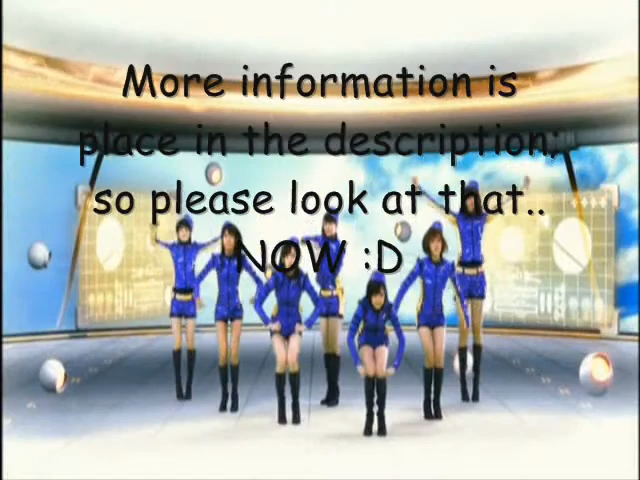 More information is
place in the description;
so please look at that..
NOW :D